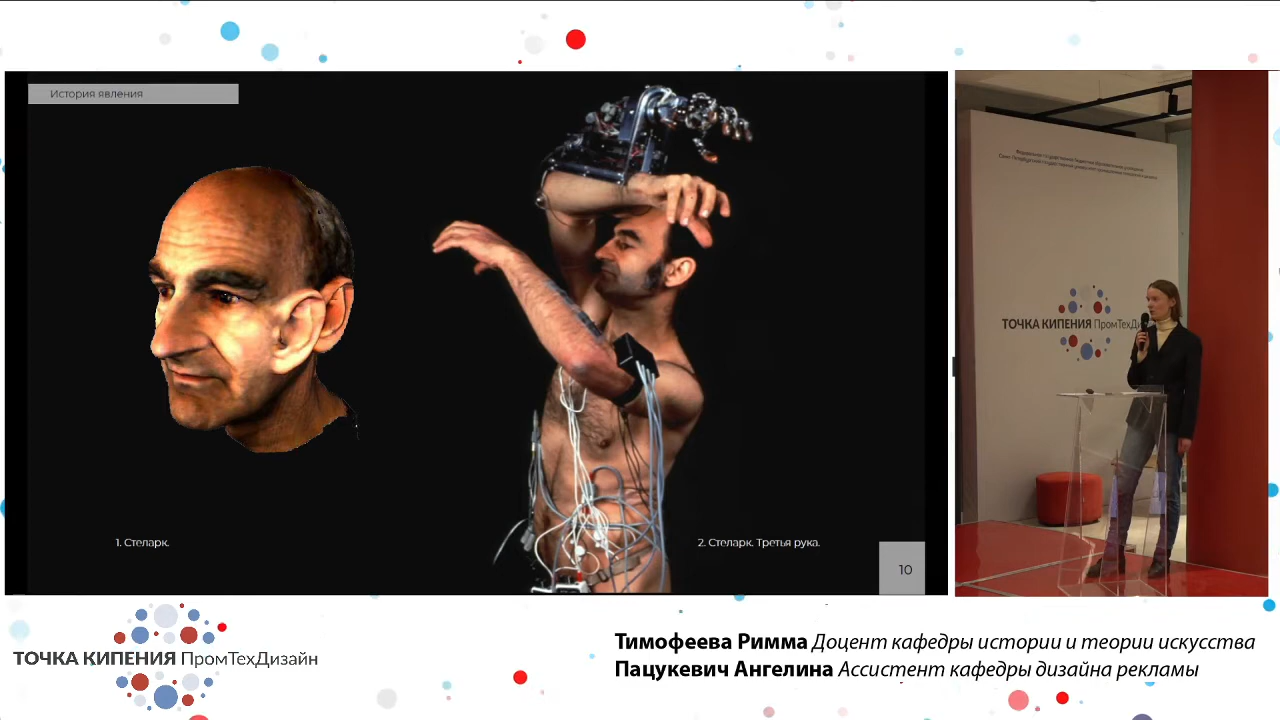 История явления
1. Стеларк.
2. Стеларк. Третья рука.
10
ТОЧКА КИПЕНИЯ ПромТехДи
ТОЧКА КИПЕНИЯ ПромТехДизайн
Тимофеева Римма Доцент кафедры истории и теории искусства
Пацукевич Ангелина Ассистент кафедры дизайна рекламы